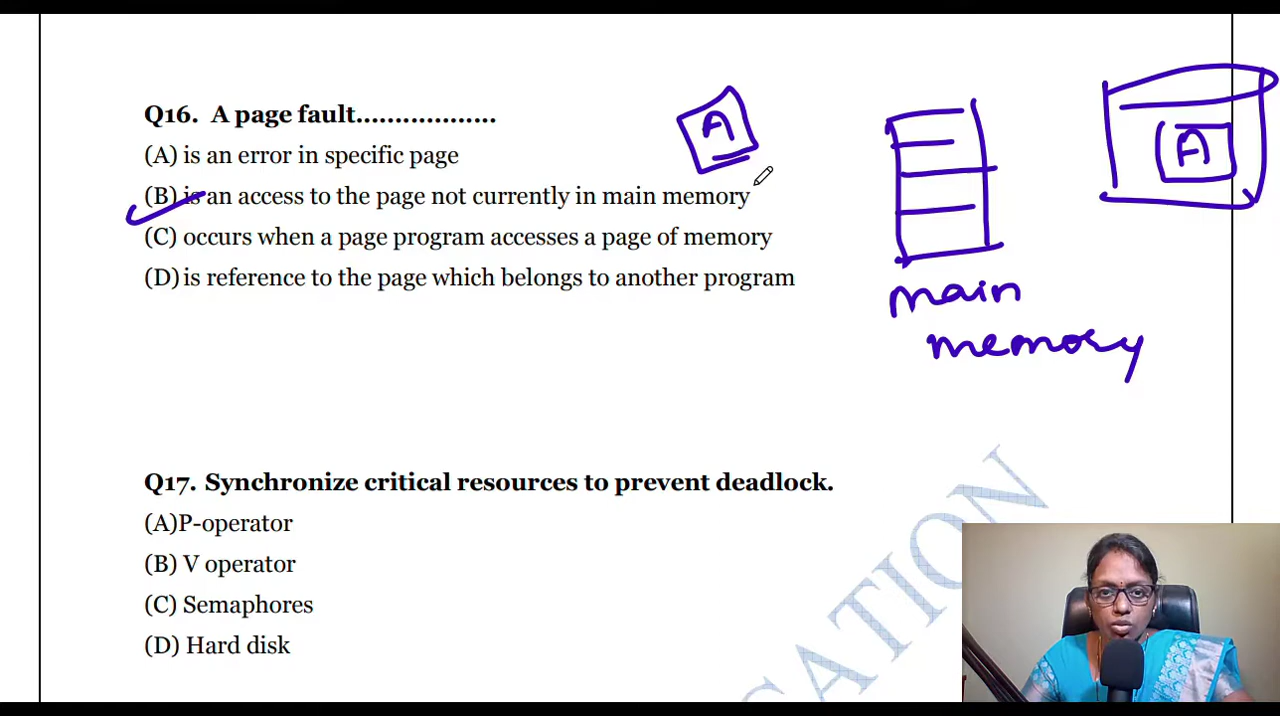 Q16. A page fault..................
(A) is an error in specific page
(B) is an access to the page not currently in main memory
(C) occurs when a page program accesses a page of memory
(D) is reference to the page which belongs to another program
A
A
main
memory
Q17. Synchronize critical resources to prevent deadlock.
(A)P-operator
(B) V operator
(C) Semaphores
(D) Hard disk
CATION